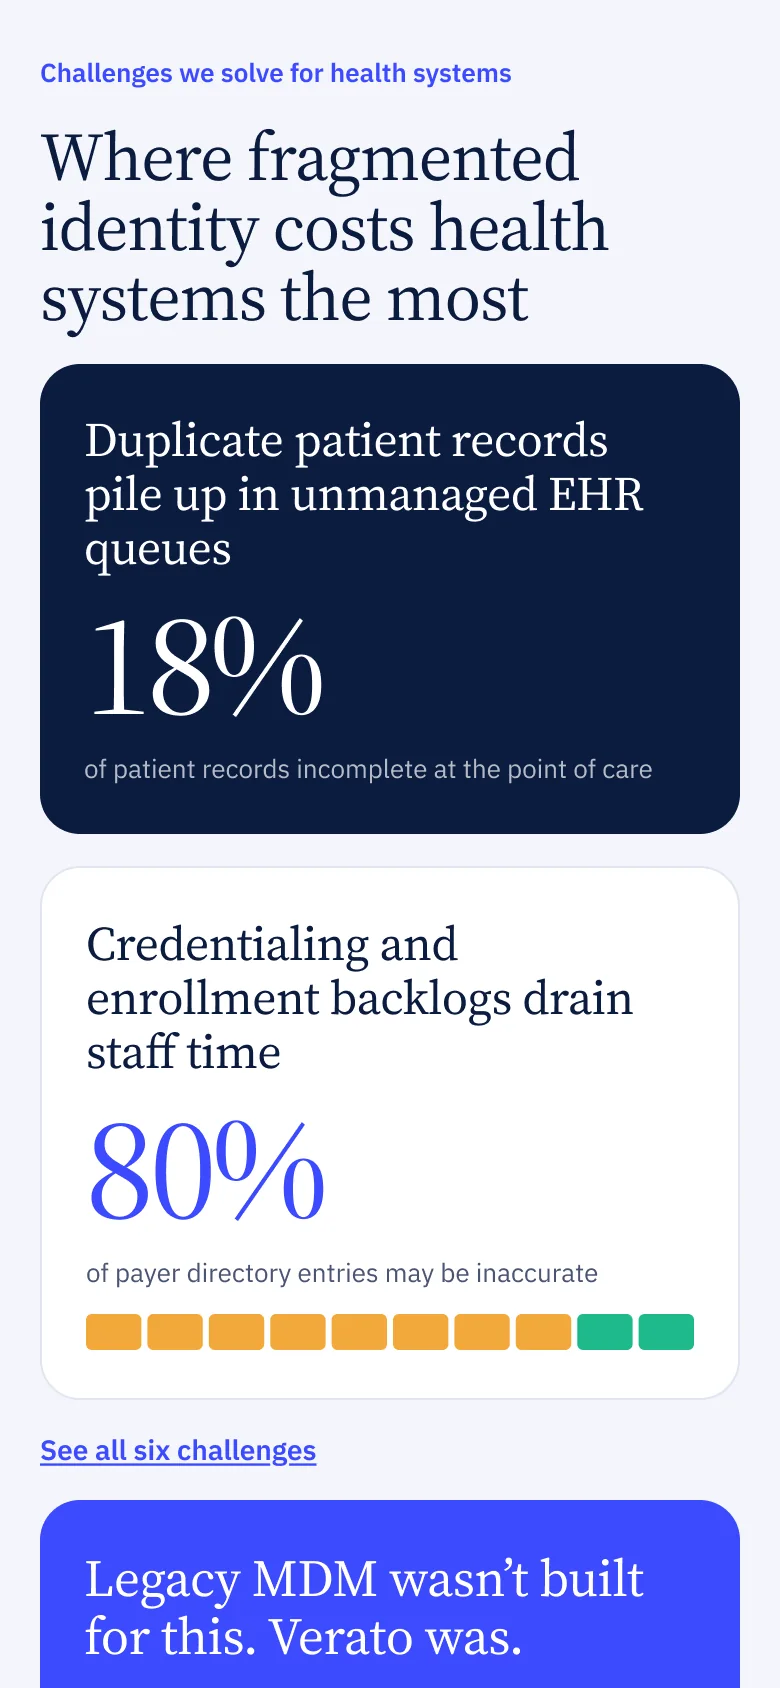 Challenges we solve for health systems
Where fragmented
identity costs health
systems the most
Duplicate patient records
pile up in unmanaged EHR
queues
18%
of patient records incomplete at the point of care
Credentialing and
enrollment backlogs drain
staff time
80%
of payer directory entries may be inaccurate
See all six challenges
Legacy MDM wasn’t built
for this. Verato was.